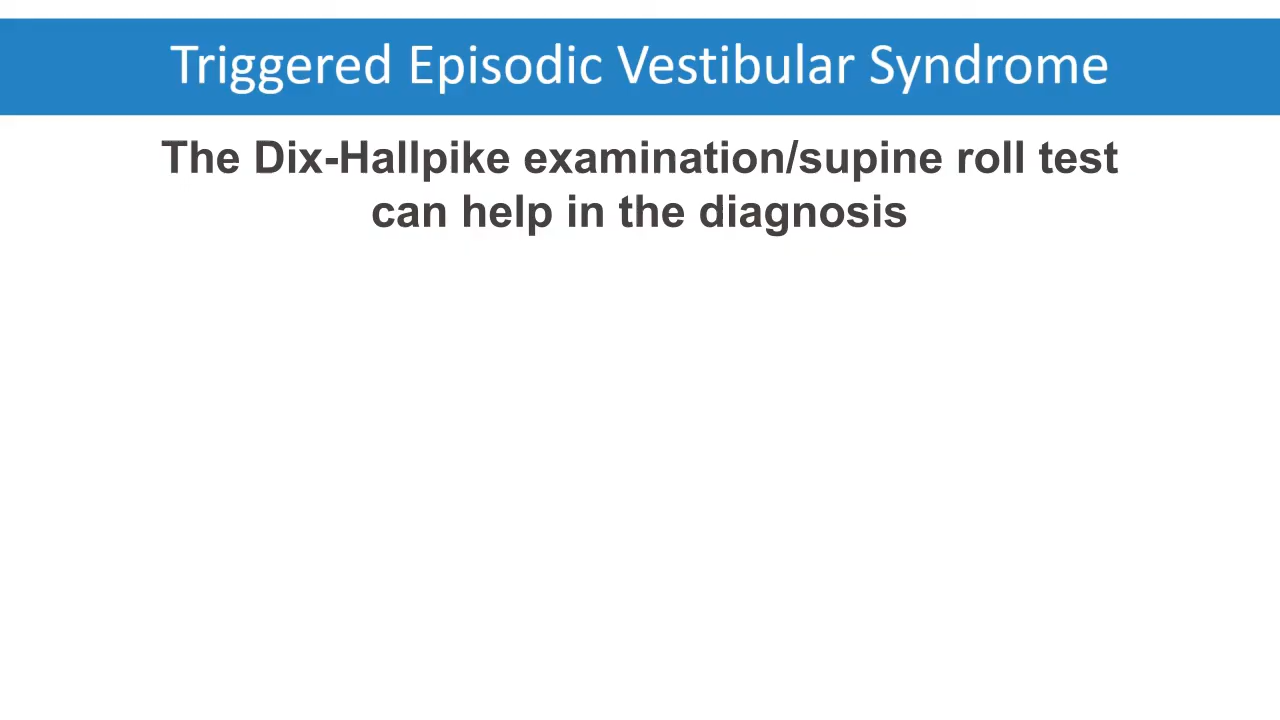 Triggered Episodic Vestibular Syndrome
The Dix-Hallpike examination/supine roll test
can help in the diagnosis